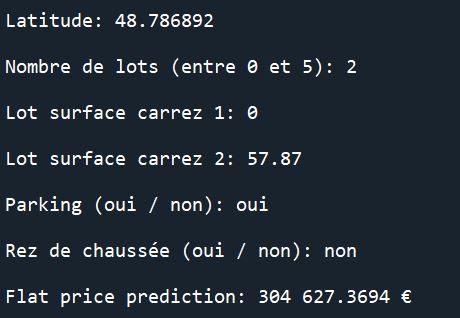 Latitude: 48.786892
Nombre de lots (entre 0 et 5): 2
Lot surface carrez 1: 0
Lot surface carrez 2: 57.87
Parking (oui / non): oui
Rez de chaussée (oui / non): non
Flat price prediction: 304 627.3694 €